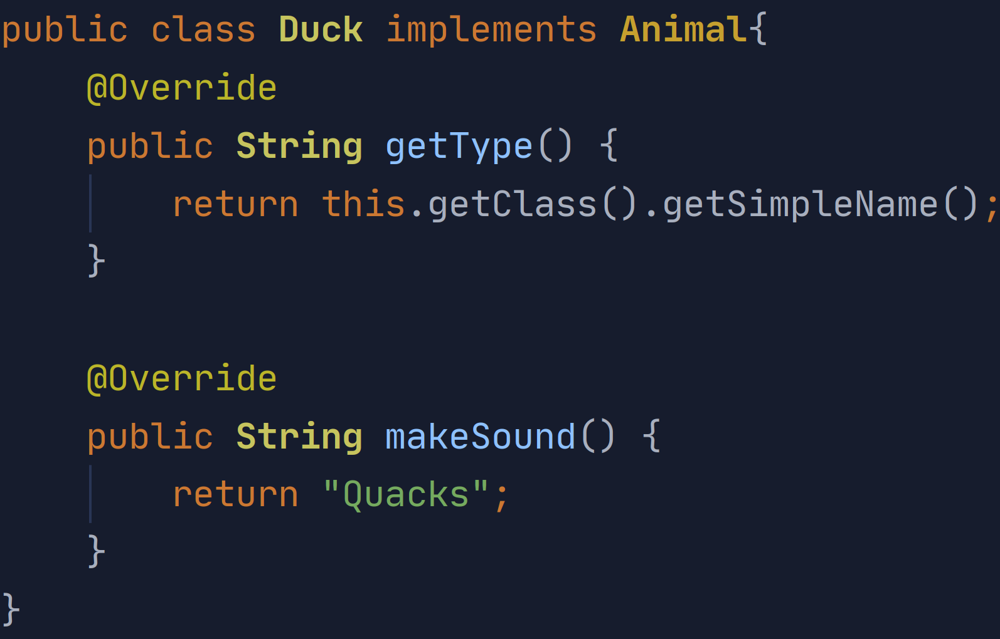 public class Duck implements Animal{
    @Override
    public String getType() {
        return this.getClass().getSimpleName();
    }

    @Override
    public String makeSound() {
        return "Quacks";
    }
}